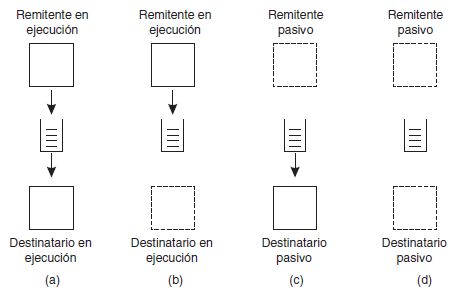 Remitente en
ejecución
Remitente en
ejecución
Remitente
pasivo
Remitente
pasivo
Destinatario en
ejecución
Destinatario en
ejecución
Destinatario
pasivo
Destinatario
pasivo
(a)
(b)
(c)
(d)